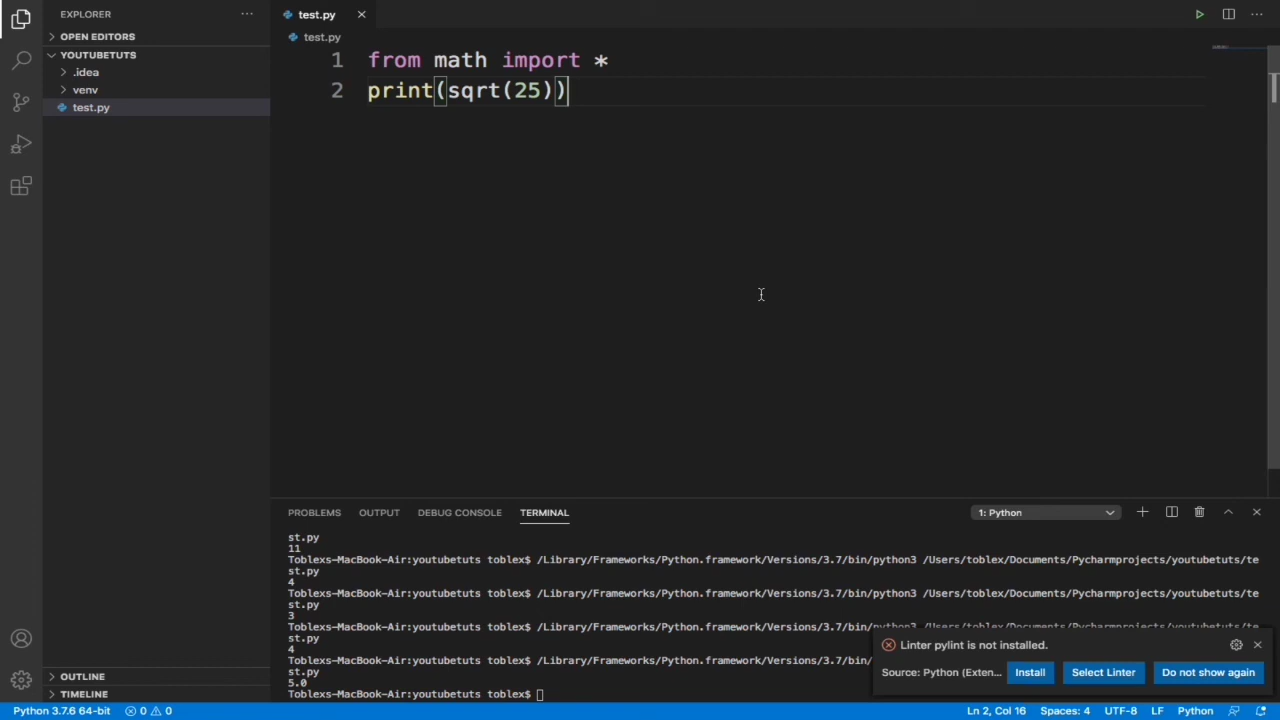 EXPLORER
···
test.py
OPEN EDITORS
YOUTUBETUTS
.idea
venv
test.py
test.py
1 from math import *
2 print(sqrt(25))
PROBLEMS OUTPUT DEBUG CONSOLE TERMINAL
1: Python
st.py
11
Toblexs-MacBook-Air:youtubetuts toblex$ /Library/Frameworks/Python.framework/Versions/3.7/bin/python3 /Users/toblex/Documents/Pycharmprojects/youtubetuts/te
st.py
4
Toblexs-MacBook-Air:youtubetuts toblex$ /Library/Frameworks/Python.framework/Versions/3.7/bin/python3 /Users/toblex/Documents/Pycharmprojects/youtubetuts/te
st.py
3
Toblexs-MacBook-Air:youtubetuts toblex$ /Library/Frameworks/Python.framework/Versions/3.7/bin/python3 /Users/toblex/Documents/Pycharmprojects/youtubetuts/te
st.py
4
Toblexs-MacBook-Air:youtubetuts toblex$ /Library/Frameworks/Python.framework/Versions/3.7/bin/
st.py
5.0
Toblexs-MacBook-Air:youtubetuts toblex$
Linter pylint is not installed.
Source: Python (Exten... Install Select Linter Do not show again
OUTLINE
TIMELINE
Python 3.7.6 64-bit 0 0 Ln 2, Col 16 Spaces: 4 UTF-8 LF Python